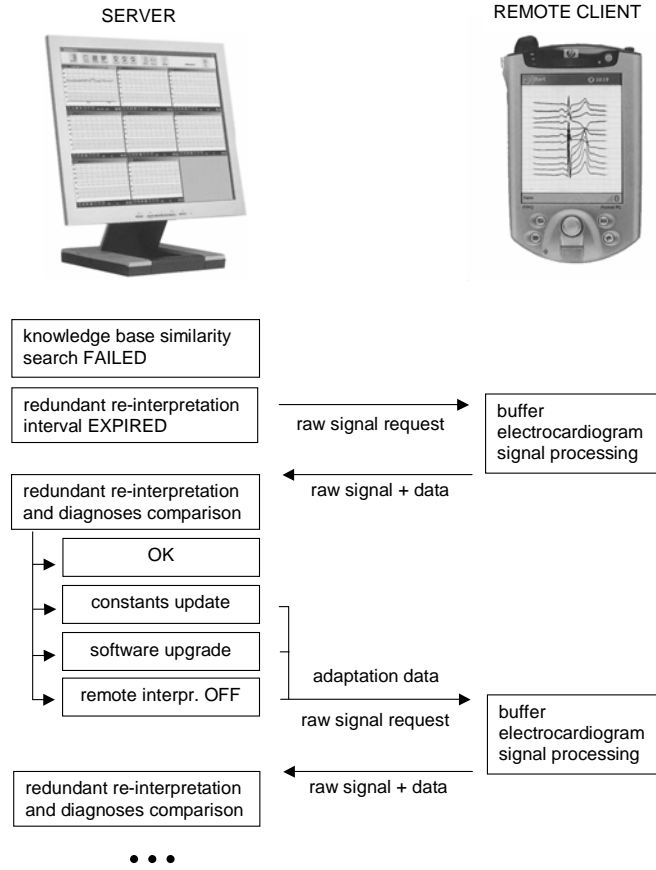 SERVER
REMOTE CLIENT
hp
knowledge base similarity
search FAILED
redundant re-interpretation
interval EXPIRED
raw signal request
buffer
electrocardiogram
signal processing
raw signal + data
redundant re-interpretation
and diagnoses comparison
OK
constants update
software upgrade
remote interpr. OFF
adaptation data
raw signal request
buffer
electrocardiogram
signal processing
raw signal + data
redundant re-interpretation
and diagnoses comparison
• • •